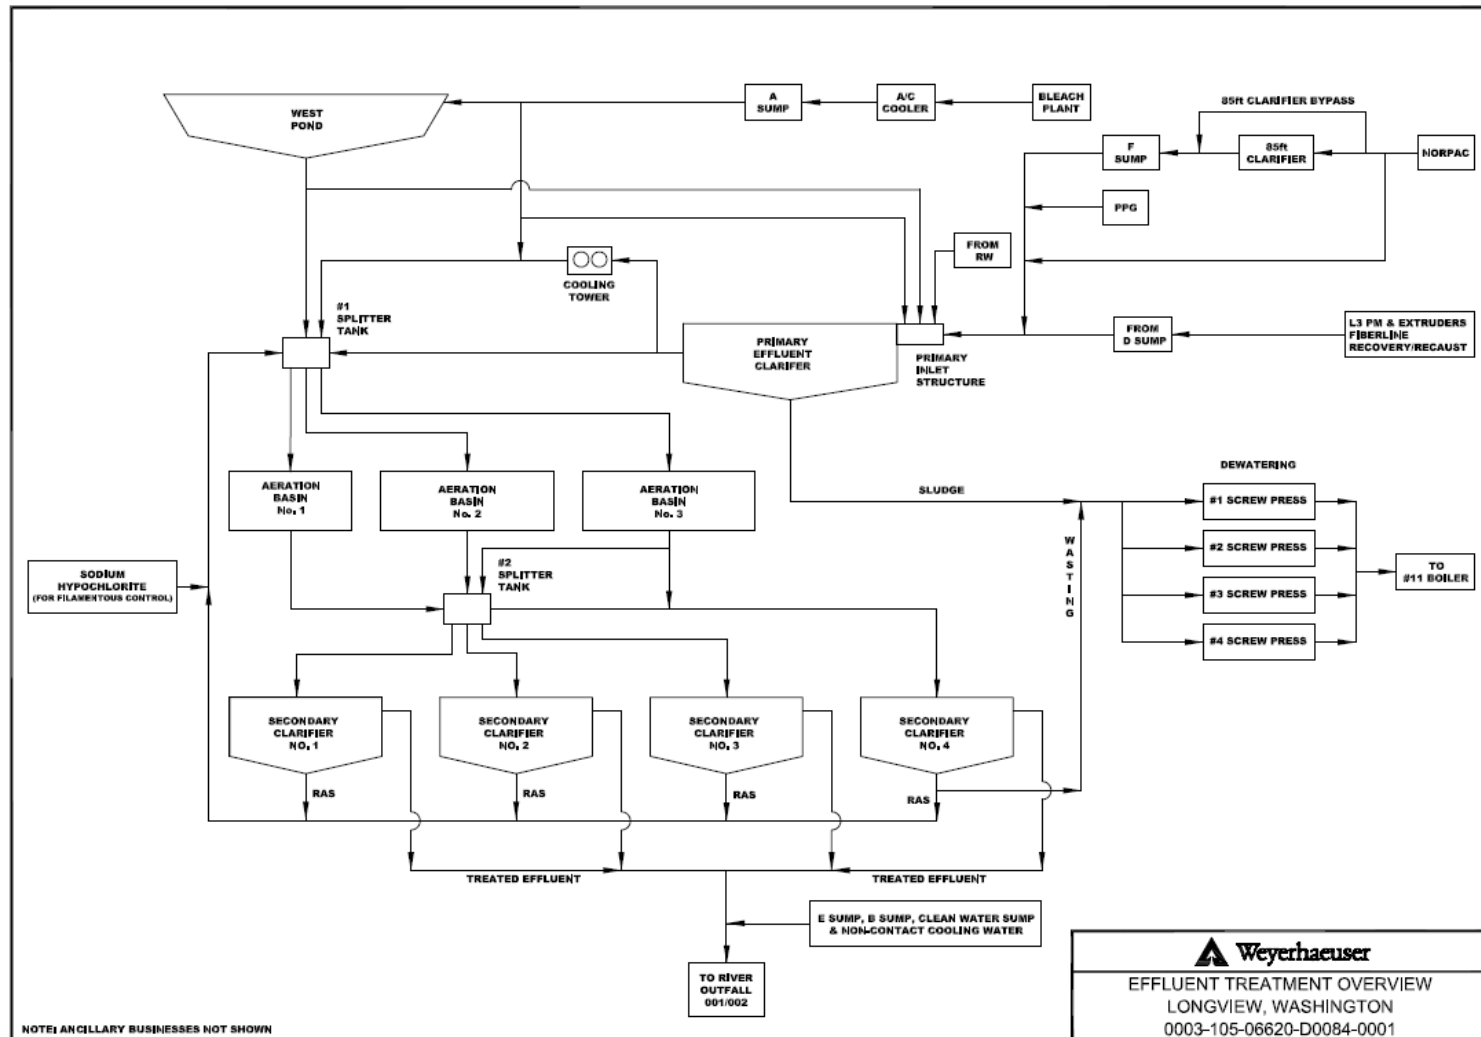 WEST
POND
A
SUMP
A/C
COOLER
BLEACH
PLANT
85ft CLARIFIER BYPASS
F
SUMP
85ft
CLARIFIER
NORPAC
PPG
FROM
RW
COOLING
TOWER
#1
SPLITTER
TANK
PRIMARY
EFFLUENT
CLARIFER
PRIMARY
INLET
STRUCTURE
FROM
D SUMP
L3 PM & EXTRUDERS
FIBERLINE
RECOVERY/RECAUST
AERATION
BASIN
No. 1
AERATION
BASIN
No. 2
AERATION
BASIN
No. 3
SLUDGE
DEWATERING
#1 SCREW PRESS
#2 SCREW PRESS
#3 SCREW PRESS
#4 SCREW PRESS
TO
#11 BOILER
WASTING
SODIUM
HYPOCHLORITE
(FOR FILAMENTOUS CONTROL)
#2
SPLITTER
TANK
SECONDARY
CLARIFIER
NO. 1
SECONDARY
CLARIFIER
NO. 2
SECONDARY
CLARIFIER
NO. 3
SECONDARY
CLARIFIER
NO. 4
RAS
RAS
RAS
RAS
TREATED EFFLUENT
TREATED EFFLUENT
E SUMP, B SUMP, CLEAN WATER SUMP
& NON-CONTACT COOLING WATER
TO RIVER
OUTFALL
001/002
NOTE: ANCILLARY BUSINESSES NOT SHOWN
Weyerhaeuser
EFFLUENT TREATMENT OVERVIEW
LONGVIEW, WASHINGTON
0003-105-06620-D0084-0001